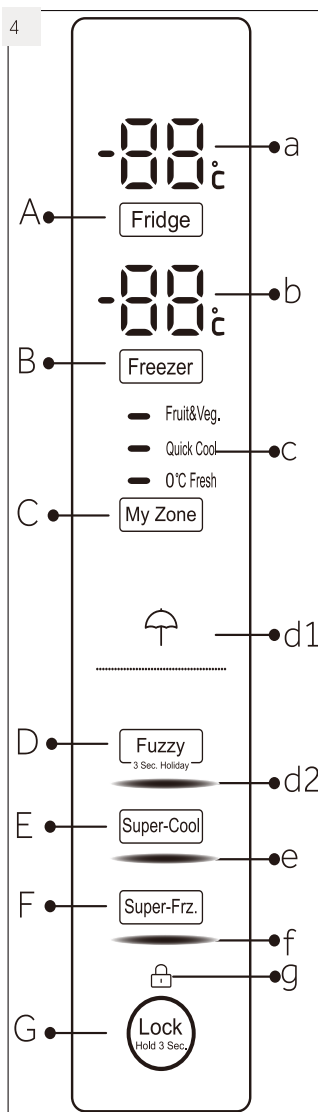 4
-88°C
a
A
Fridge
-88°C
b
B
Freezer
Fruit&Veg.
Quick Cool
c
0°C Fresh
C
My Zone
d1
D
Fuzzy
3 Sec. Holiday
d2
E
Super-Cool
e
F
Super-Frz.
f
g
G
Lock
Hold 3 Sec.